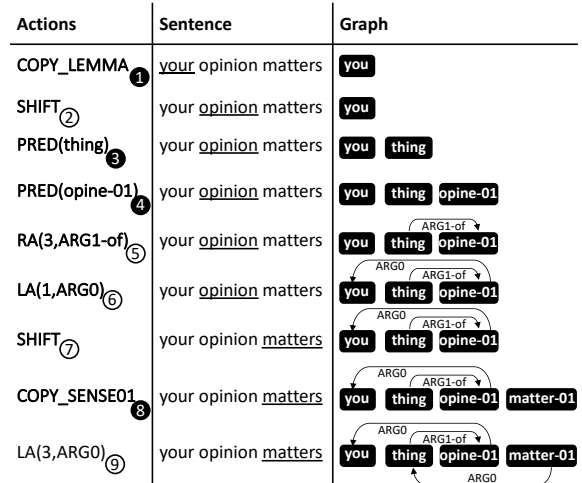 Actions Sentence Graph
COPY_LEMMA ❶ your opinion matters you
SHIFT ② your opinion matters you
PRED(thing) ❸ your opinion matters you thing
PRED(opine-01) ❹ your opinion matters you thing opine-01
ARG1-of
RA(3,ARG1-of) ⑤ your opinion matters you thing opine-01
ARG0
ARG1-of
LA(1,ARG0) ⑥ your opinion matters you thing opine-01
ARG0
ARG1-of
SHIFT ⑦ your opinion matters you thing opine-01
ARG0
ARG1-of
COPY_SENSE01 ❽ your opinion matters you thing opine-01 matter-01
ARG0
ARG1-of
LA(3,ARG0) ⑨ your opinion matters you thing opine-01 matter-01
ARG0